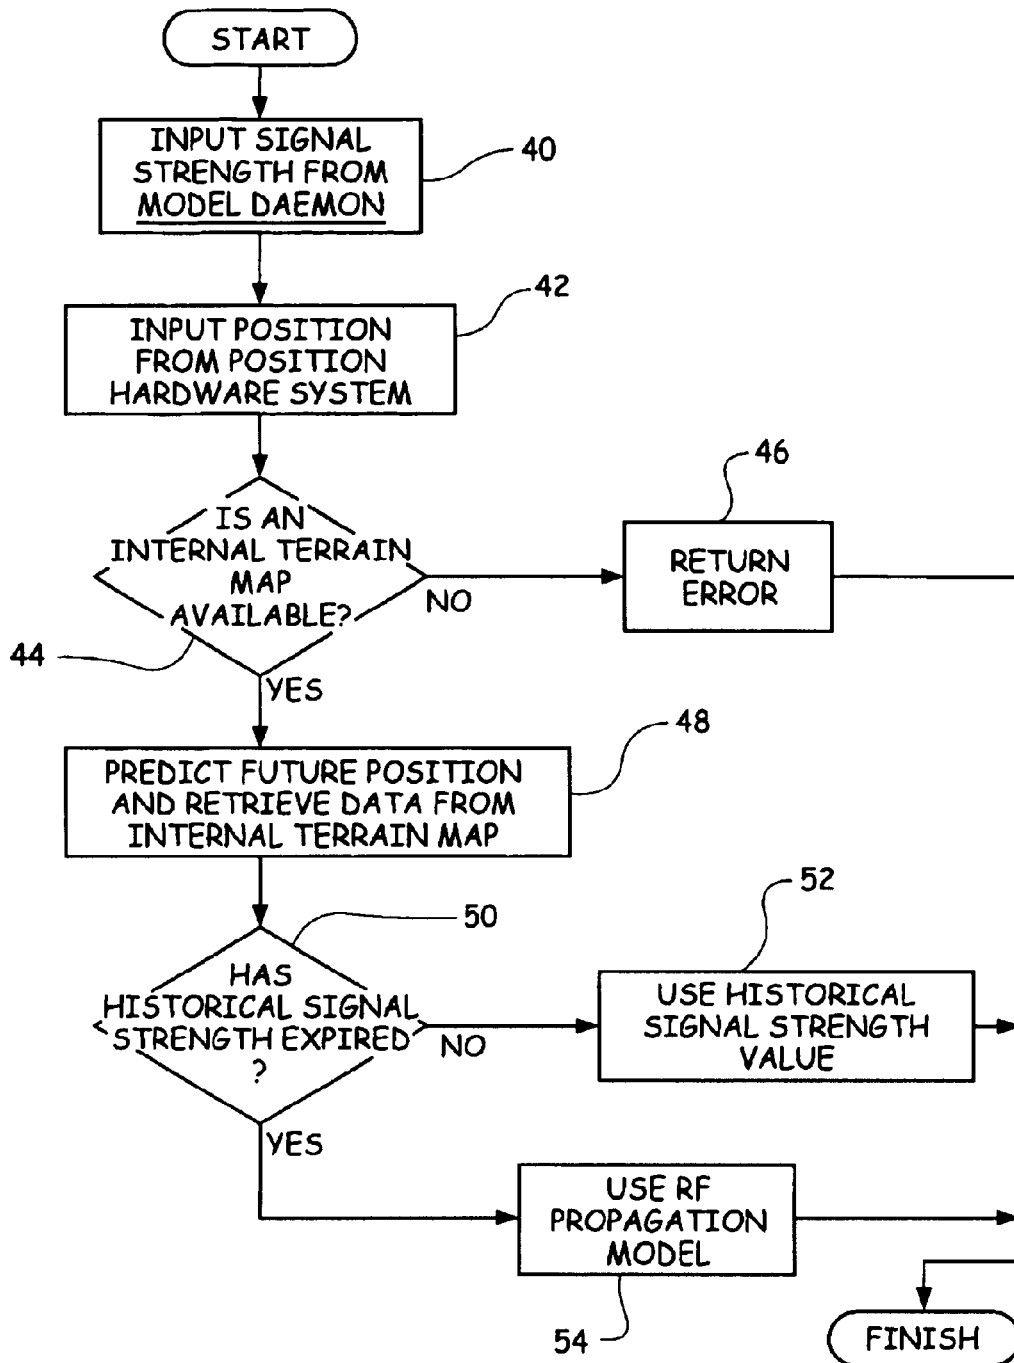 START
INPUT SIGNAL
STRENGTH FROM
MODEL DAEMON
40
INPUT POSITION
FROM POSITION
HARDWARE SYSTEM
42
IS AN
INTERNAL TERRAIN
MAP
AVAILABLE?
44
NO
YES
RETURN
ERROR
46
PREDICT FUTURE POSITION
AND RETRIEVE DATA FROM
INTERNAL TERRAIN MAP
48
HAS
HISTORICAL SIGNAL
STRENGTH EXPIRED
?
50
NO
YES
USE HISTORICAL
SIGNAL STRENGTH
VALUE
52
USE RF
PROPAGATION
MODEL
54
FINISH